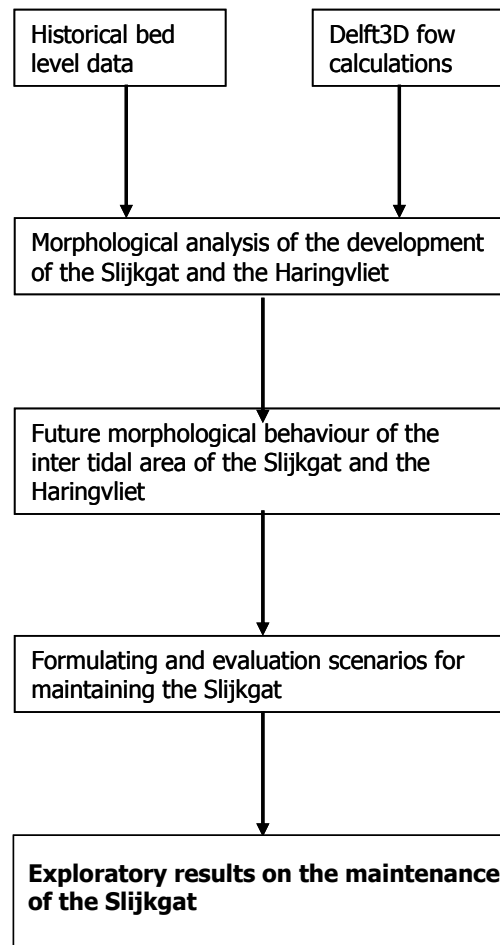 Historical bed
level data
Delft3D fow
calculations
Morphological analysis of the development
of the Slijkgat and the Haringvliet
Future morphological behaviour of the
inter tidal area of the Slijkgat and the
Haringvliet
Formulating and evaluation scenarios for
maintaining the Slijkgat
Exploratory results on the maintenance
of the Slijkgat